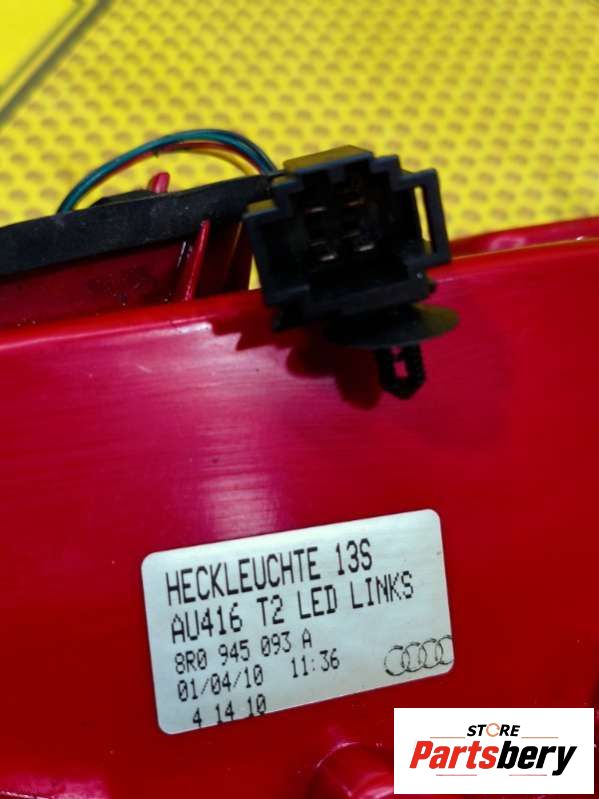 HECKLEUCHTE 13S
AU416 T2 LED LINKS
8R0 945 093 A
01/04/10 11:36
4 14 10
STORE
Partsbery